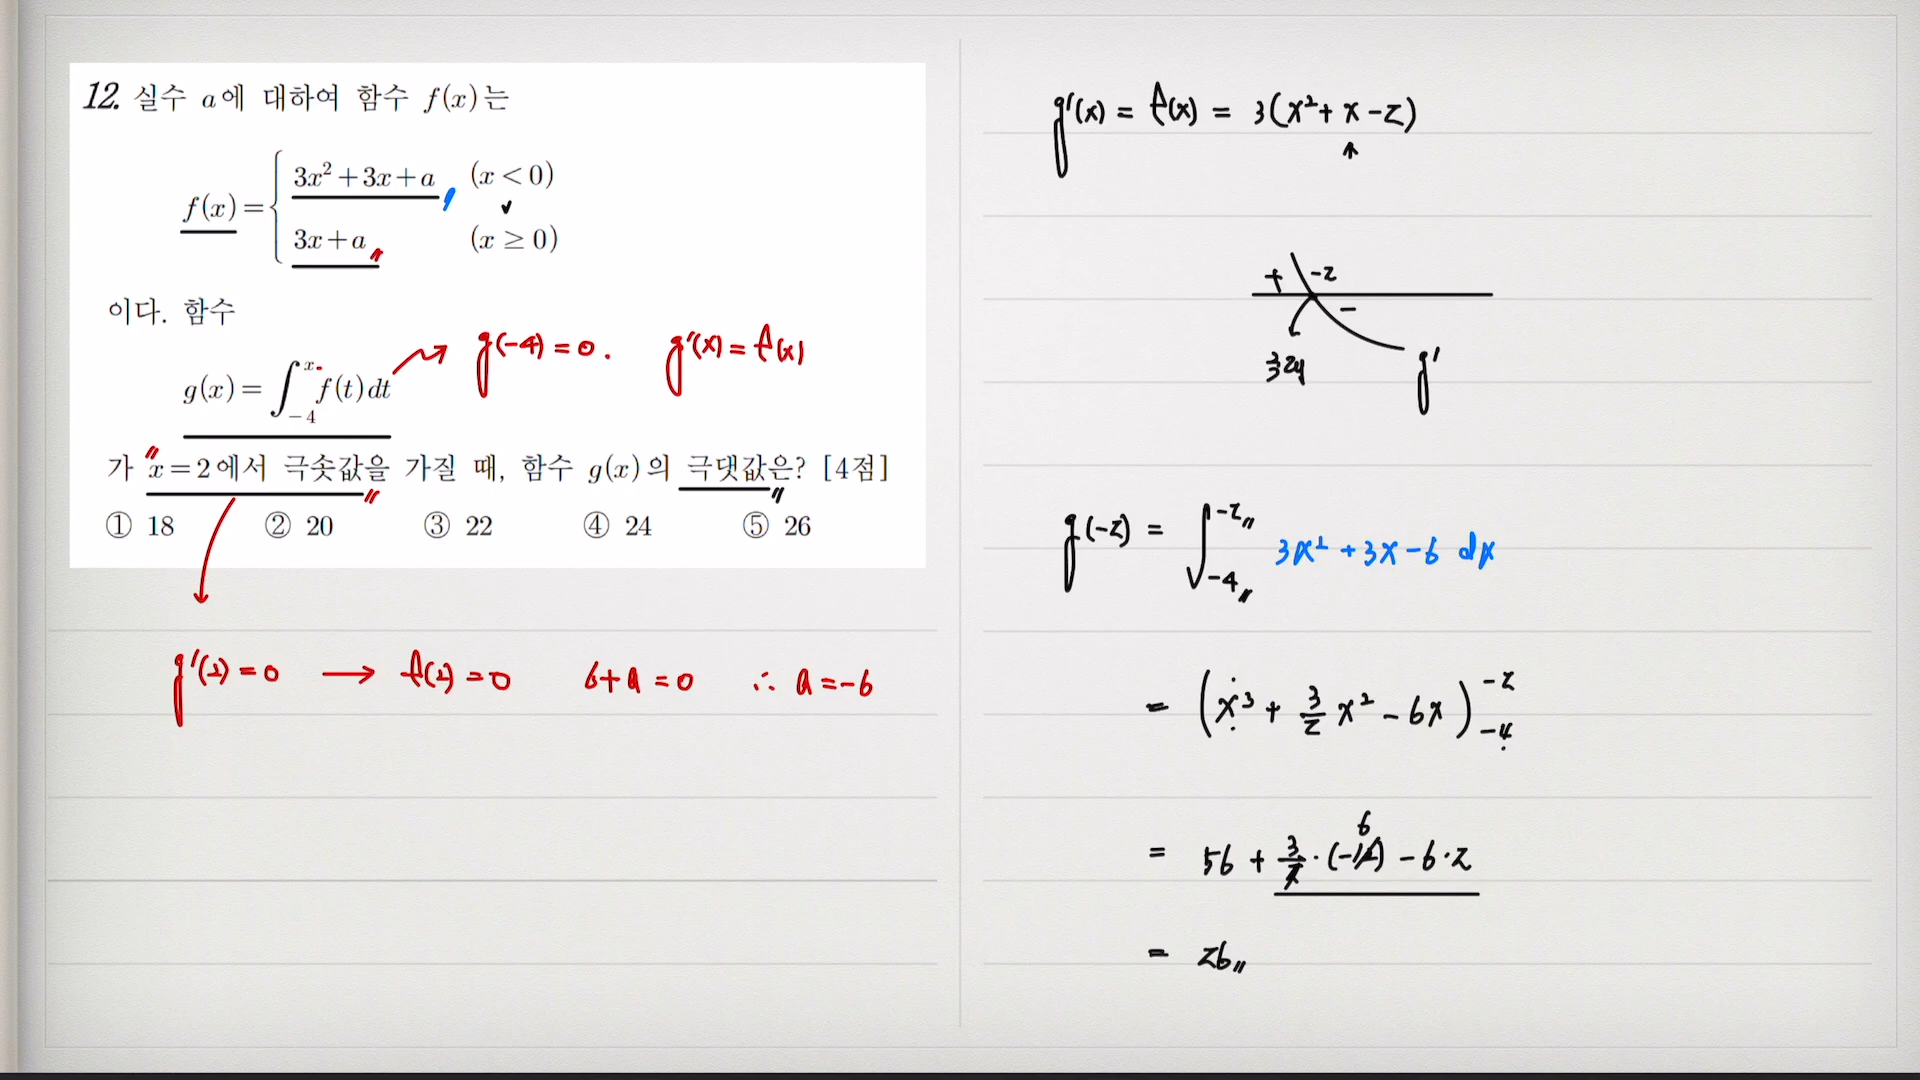 12. 실수 a에 대하여 함수 f(x)는
f(x) = { 3x² + 3x + a (x < 0)
3x + a (x ≥ 0)
이다. 함수
g(x) = ∫_{-4}^{x} f(t) dt
g(-4) = 0. g'(x) = f(x)
가 x = 2에서 극솟값을 가질 때, 함수 g(x)의 극댓값은? [4점]
① 18 ② 20 ③ 22 ④ 24 ⑤ 26
g'(2) = 0 → f(2) = 0 6 + a = 0 ∴ a = -6
g'(x) = f(x) = 3(x² + x - 2)
+ -2
-
극대 g'
g(-2) = ∫_{-4}^{-2} 3x² + 3x - 6 dx
= (x³ + 3/2 x² - 6x)_{-4}^{-2}
6
= 56 + 3/2 · (-12) - 6 · 2
= 26